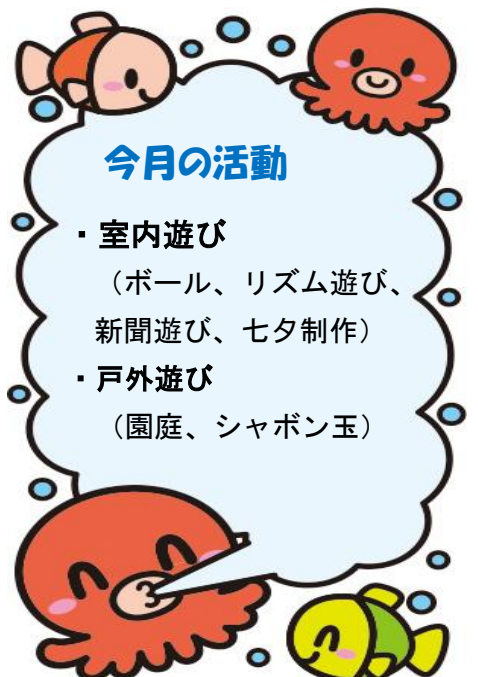 今月の活動
・室内遊び
（ボール、リズム遊び、
新聞遊び、七夕制作）
・戸外遊び
（園庭、シャボン玉）